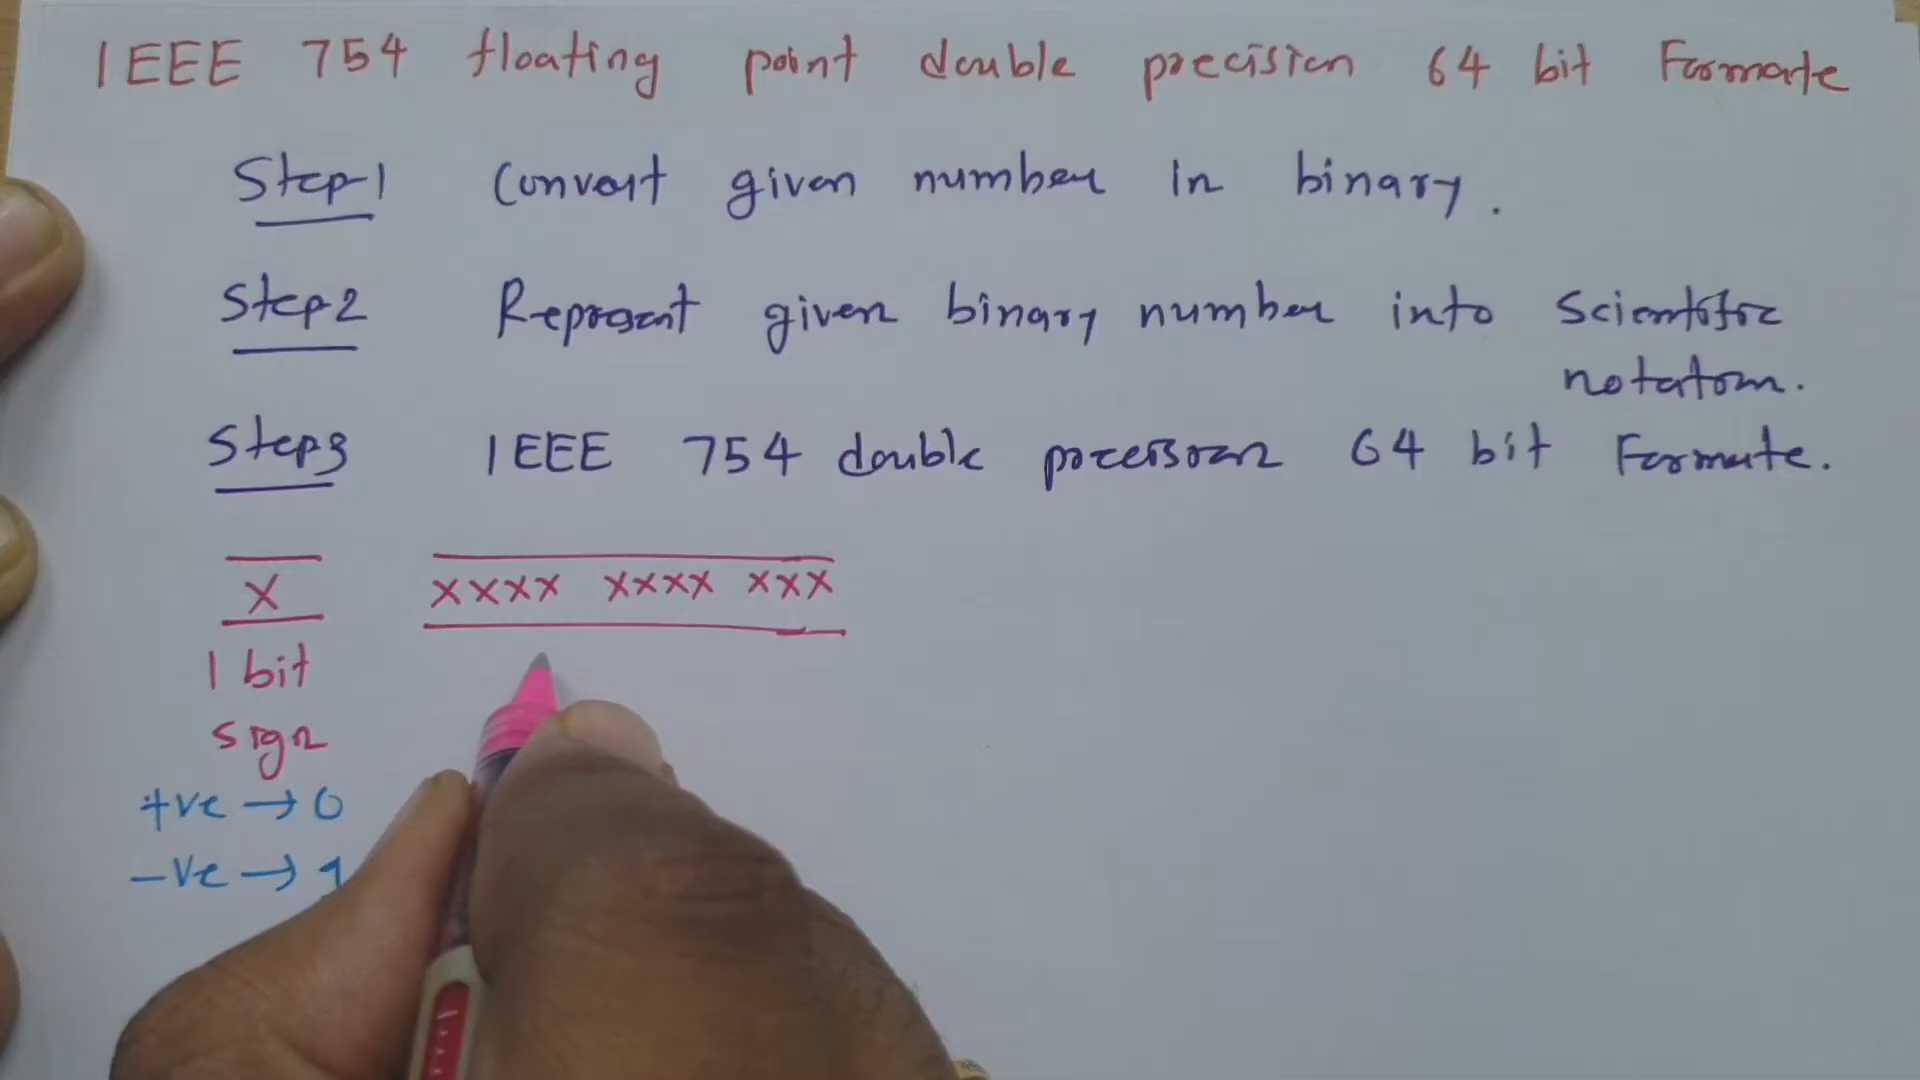 IEEE 754 floating point double precision 64 bit Formate
Step-1 Convert given number in binary.
Step-2 Represent given binary number into Scientific
notation.
Step3 IEEE 754 double precision 64 bit Formate.
X XXXX XXXX XXX
1 bit
sign
+ve → 0
-ve → 1